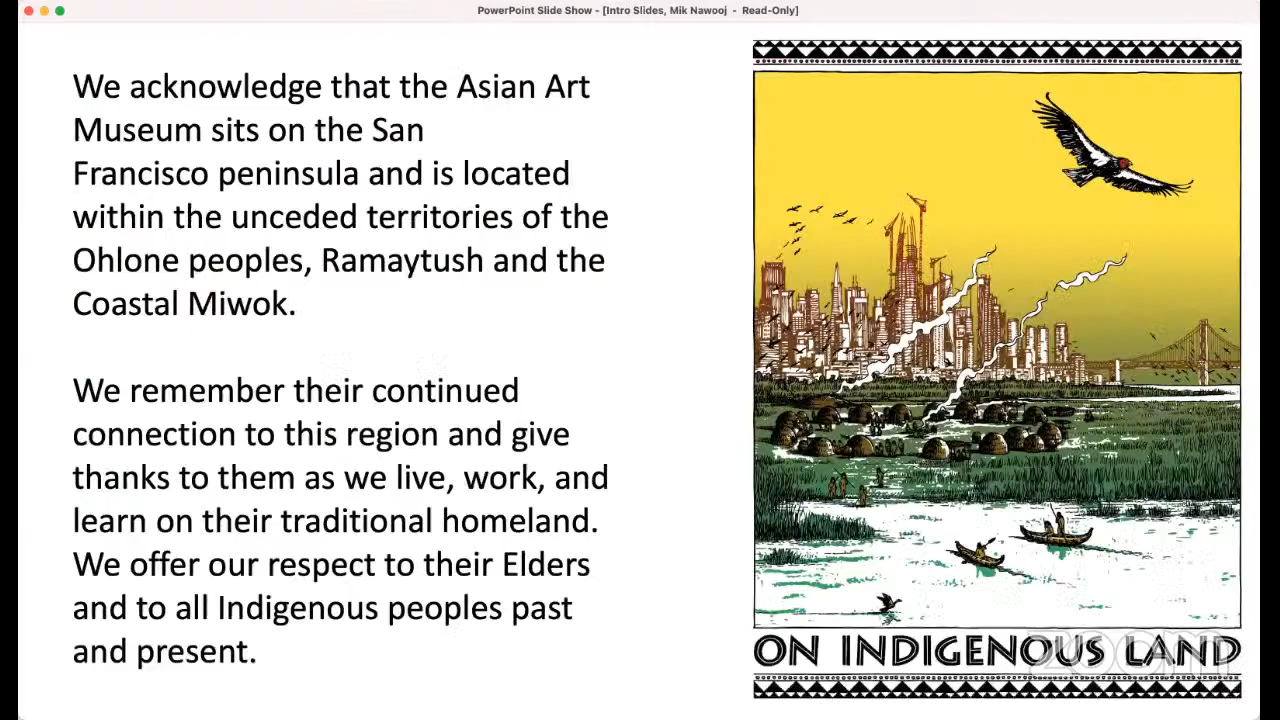 PowerPoint Slide Show - [Intro Slides, Mik Nawooj - Read-Only]
We acknowledge that the Asian Art
Museum sits on the San
Francisco peninsula and is located
within the unceded territories of the
Ohlone peoples, Ramaytush and the
Coastal Miwok.
We remember their continued
connection to this region and give
thanks to them as we live, work, and
learn on their traditional homeland.
We offer our respect to their Elders
and to all Indigenous peoples past
and present.
ON INDIGENOUS LAND
zoom